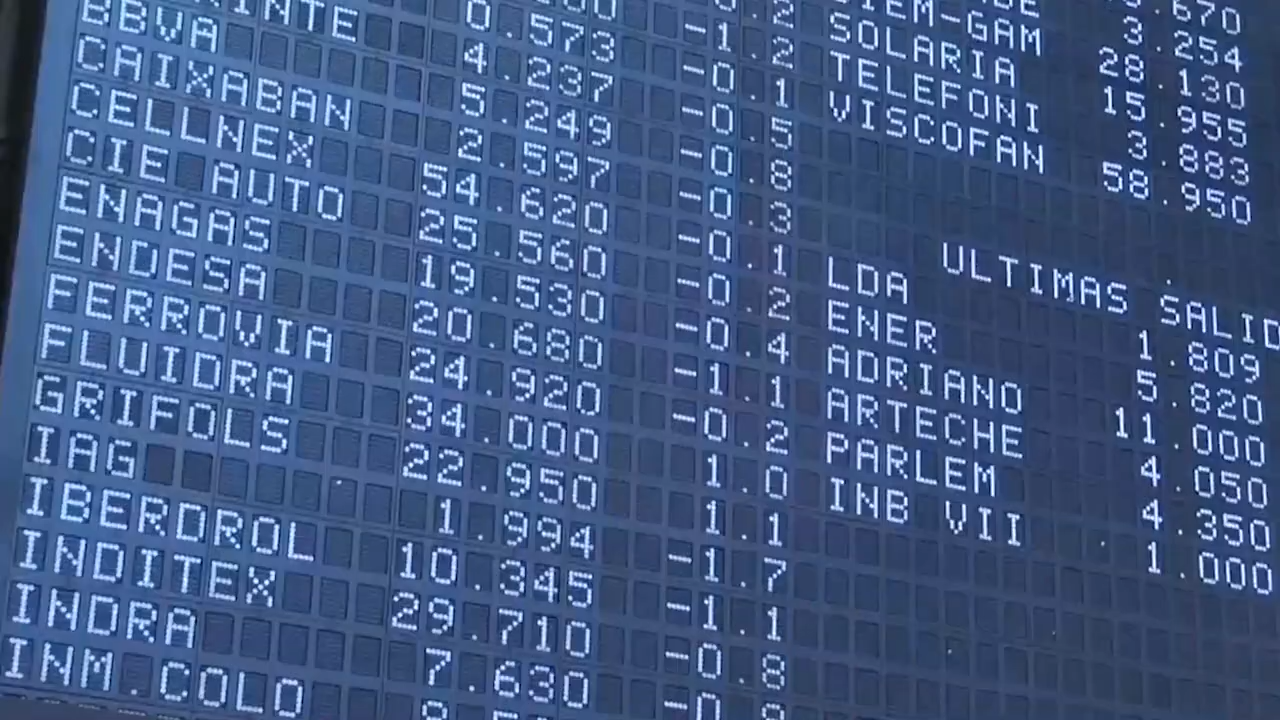 0.573 -1.2
4.237 -0.1
BBVA 5.249 -0.5
CAIXABAN 2.597 -0.8
CELLNEX 54.620 -0.3
CIE AUTO 25.560 -0.1
ENAGAS 19.530 -0.2
ENDESA 20.680 -0.4
FERROVIA 24.920 -1.1
FLUIDRA 34.000 -0.2
GRIFOLS 22.950 1.0
IAG 1.994 1.1
IBERDROL 10.345 -1.7
INDITEX 29.710 -1.1
INDRA 7.630 -0.8
INM.COLO
3.254
SIEM-GAM 28.130
SOLARIA 15.955
TELEFONI 3.883
VISCOFAN 58.950
ULTIMAS SALID
LDA 1.809
ENER 5.820
ADRIANO 11.000
ARTECHE 4.050
PARLEM 4.350
INB VII 1.000